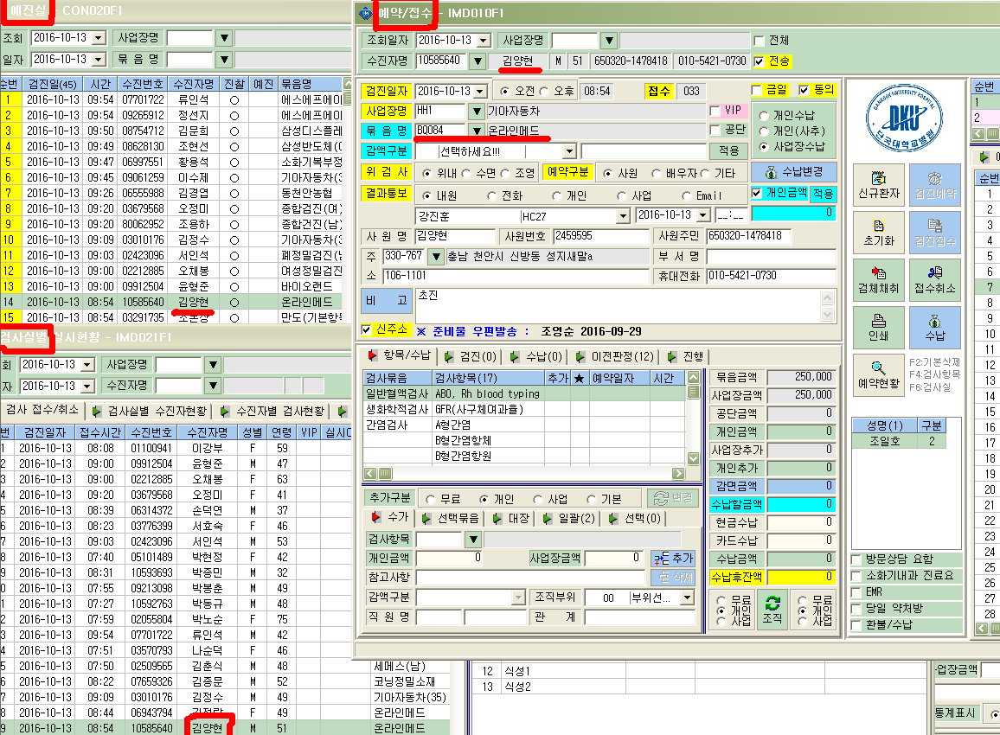 예진실 - CON020F1
조회 2016-10-13 사업장명
일자 2016-10-13 묶 음 명
순번 검진일(45) 시간 수진번호 수진자명 진찰 예진 묶음명
1 2016-10-13 09:54 07701722 류인석 ○ 에스에프에이
2 2016-10-13 09:54 09265912 정선지 ○ 에스에프에이
3 2016-10-13 09:50 08754712 김문희 ○ 삼성디스플레
4 2016-10-13 09:49 08628130 조현선 ○ 삼성반도체(여
5 2016-10-13 09:47 06997551 황용석 ○ 소화기복부정
6 2016-10-13 09:45 09061259 이수제 ○ 기아자동차(3
7 2016-10-13 09:26 06555988 김경엽 ○ 동천안농협
8 2016-10-13 09:20 03679568 오정미 ○ 종합검진(여)
9 2016-10-13 09:20 80062952 조용하 ○ 종합건진(남)
10 2016-10-13 09:09 03010176 김정수 ○ 기아자동차(3
11 2016-10-13 09:03 02423096 서인석 ○ 폐정밀검진(남
12 2016-10-13 09:00 02212885 오채봉 ○ 여성정밀검진
13 2016-10-13 09:00 09912504 윤형준 ○ 바미오랜드
14 2016-10-13 08:54 10585640 김양현 ○ 온라인메드
15 2016-10-13 08:54 03291735 ○ 만도(기본항목
검사실별 실시현황 - IMD021F1
회 2016-10-13 사업장명
자 2016-10-13 수진자명
검사 접수/취소 검사실별 수진자현황 수진자별 검사현황
번 검진일자 접수시간 수진번호 수진자명 성별 연령 VIP 실시
1 2016-10-13 08:08 01100941 이강부 F 59
2 2016-10-13 09:00 09912504 윤형준 M 47
3 2016-10-13 09:00 02212885 오채봉 F 63
4 2016-10-13 09:20 03679568 오정미 F 41
5 2016-10-13 08:39 06314372 손덕연 M 37
6 2016-10-13 08:23 03776399 서효숙 F 46
7 2016-10-13 09:03 02423096 서인석 M 53
8 2016-10-13 07:40 05101489 박현정 F 42
9 2016-10-13 08:31 10593693 박종민 M 32
0 2016-10-13 07:55 09213098 박봉춘 M 49
1 2016-10-13 07:27 10592763 박동규 M 48
2 2016-10-13 07:59 02055804 박노순 F 75
3 2016-10-13 09:54 07701722 류인석 M 42
4 2016-10-13 07:51 03570793 나순덕 F 46
5 2016-10-13 07:50 02509565 김춘식 M 48 세메스(남)
6 2016-10-13 08:22 07659326 김종문 M 52 코닝정밀소재
7 2016-10-13 09:09 03010176 김정수 M 49 기아자동차(35)
8 2016-10-13 08:44 06943794 김정란 F 49 온라인메드
9 2016-10-13 08:54 10585640 김양현 M 51 온라인메드
예약/접수 - IMD010F1
조회일자 2016-10-13 사업장명 전체
수진자명 10585640 김양현 M 51 650320-1478418 010-5421-0730 전송
검진일자 2016-10-13 오전 오후 08:54 접수 033 금일 동의
사업장명 HH1 기아자동차 VIP
묶 음 명 BQ084 온라인메드 공단
감액구분 선택하세요!!! 적용
개인수납
개인(사추)
사업장수납
위 검 사 위내 수면 조영 예약구분 사원 배우자 기타 수납변경
결과통보 내원 전화 개인 사업 Email 개인금액 적용
강진훈 HC27 2016-10-13 __:__ 0
사 원 명 김양현 사원번호 2459595 사원주민 650320-1478418
주 330-767 충남 천안시 신방동 성지새말a 부 서 명
소 106-1101 휴대전화 010-5421-0730
비 고 초진
신주소 ※ 준비물 우편발송 : 조영순 2016-09-29
항목/수납 검진(0) 수납(0) 이전판정(12) 진행
검사묶음 검사항목(17) 추가 ★ 예약일자 시간
일반혈액검사 ABO, Rh blood typing
생화학적검사 GFR(사구체여과율)
간염검사 A형간염
B형간염항체
B형간염항원
추가구분 무료 개인 사업 기본 변경
수가 선택묶음 대장 일괄(2) 선택(0)
검사항목
개인금액 0 사업장금액 0 추가
참고사항 삭제
감액구분 조직부위 00 부위선...
직 원 명 관 계
묶음금액 250,000
사업장금액 250,000
공단금액 0
개인금액 0
사업장추가 0
개인추가 0
감면금액 0
수납할금액 0
현금수납 0
카드수납 0
수납금액 0
수납후잔액 0
무료 개인 사업 조직 무료 개인 사업
DANKOOK UNIVERSITY HOSPITAL
DKU
단국대학교병원
신규환자 검진예약
초기화 검진접수
검체채취 접수취소
인쇄 수납
예약현황 F2:기본삭제
F4:검사항목
F6:검사실
성명(1) 구분
조일호 2
방문상담 요함
소화기내과 진료요
EMR
당일 약처방
환불/수납
순번
1
2
순번
1
2
3
4
5
6
7
8
9
10
11
12
13
14
15
16
17
18
19
20
21
22
23
24
25
26
27
28
12 식성1
13 식성2
업장금액
통계표시